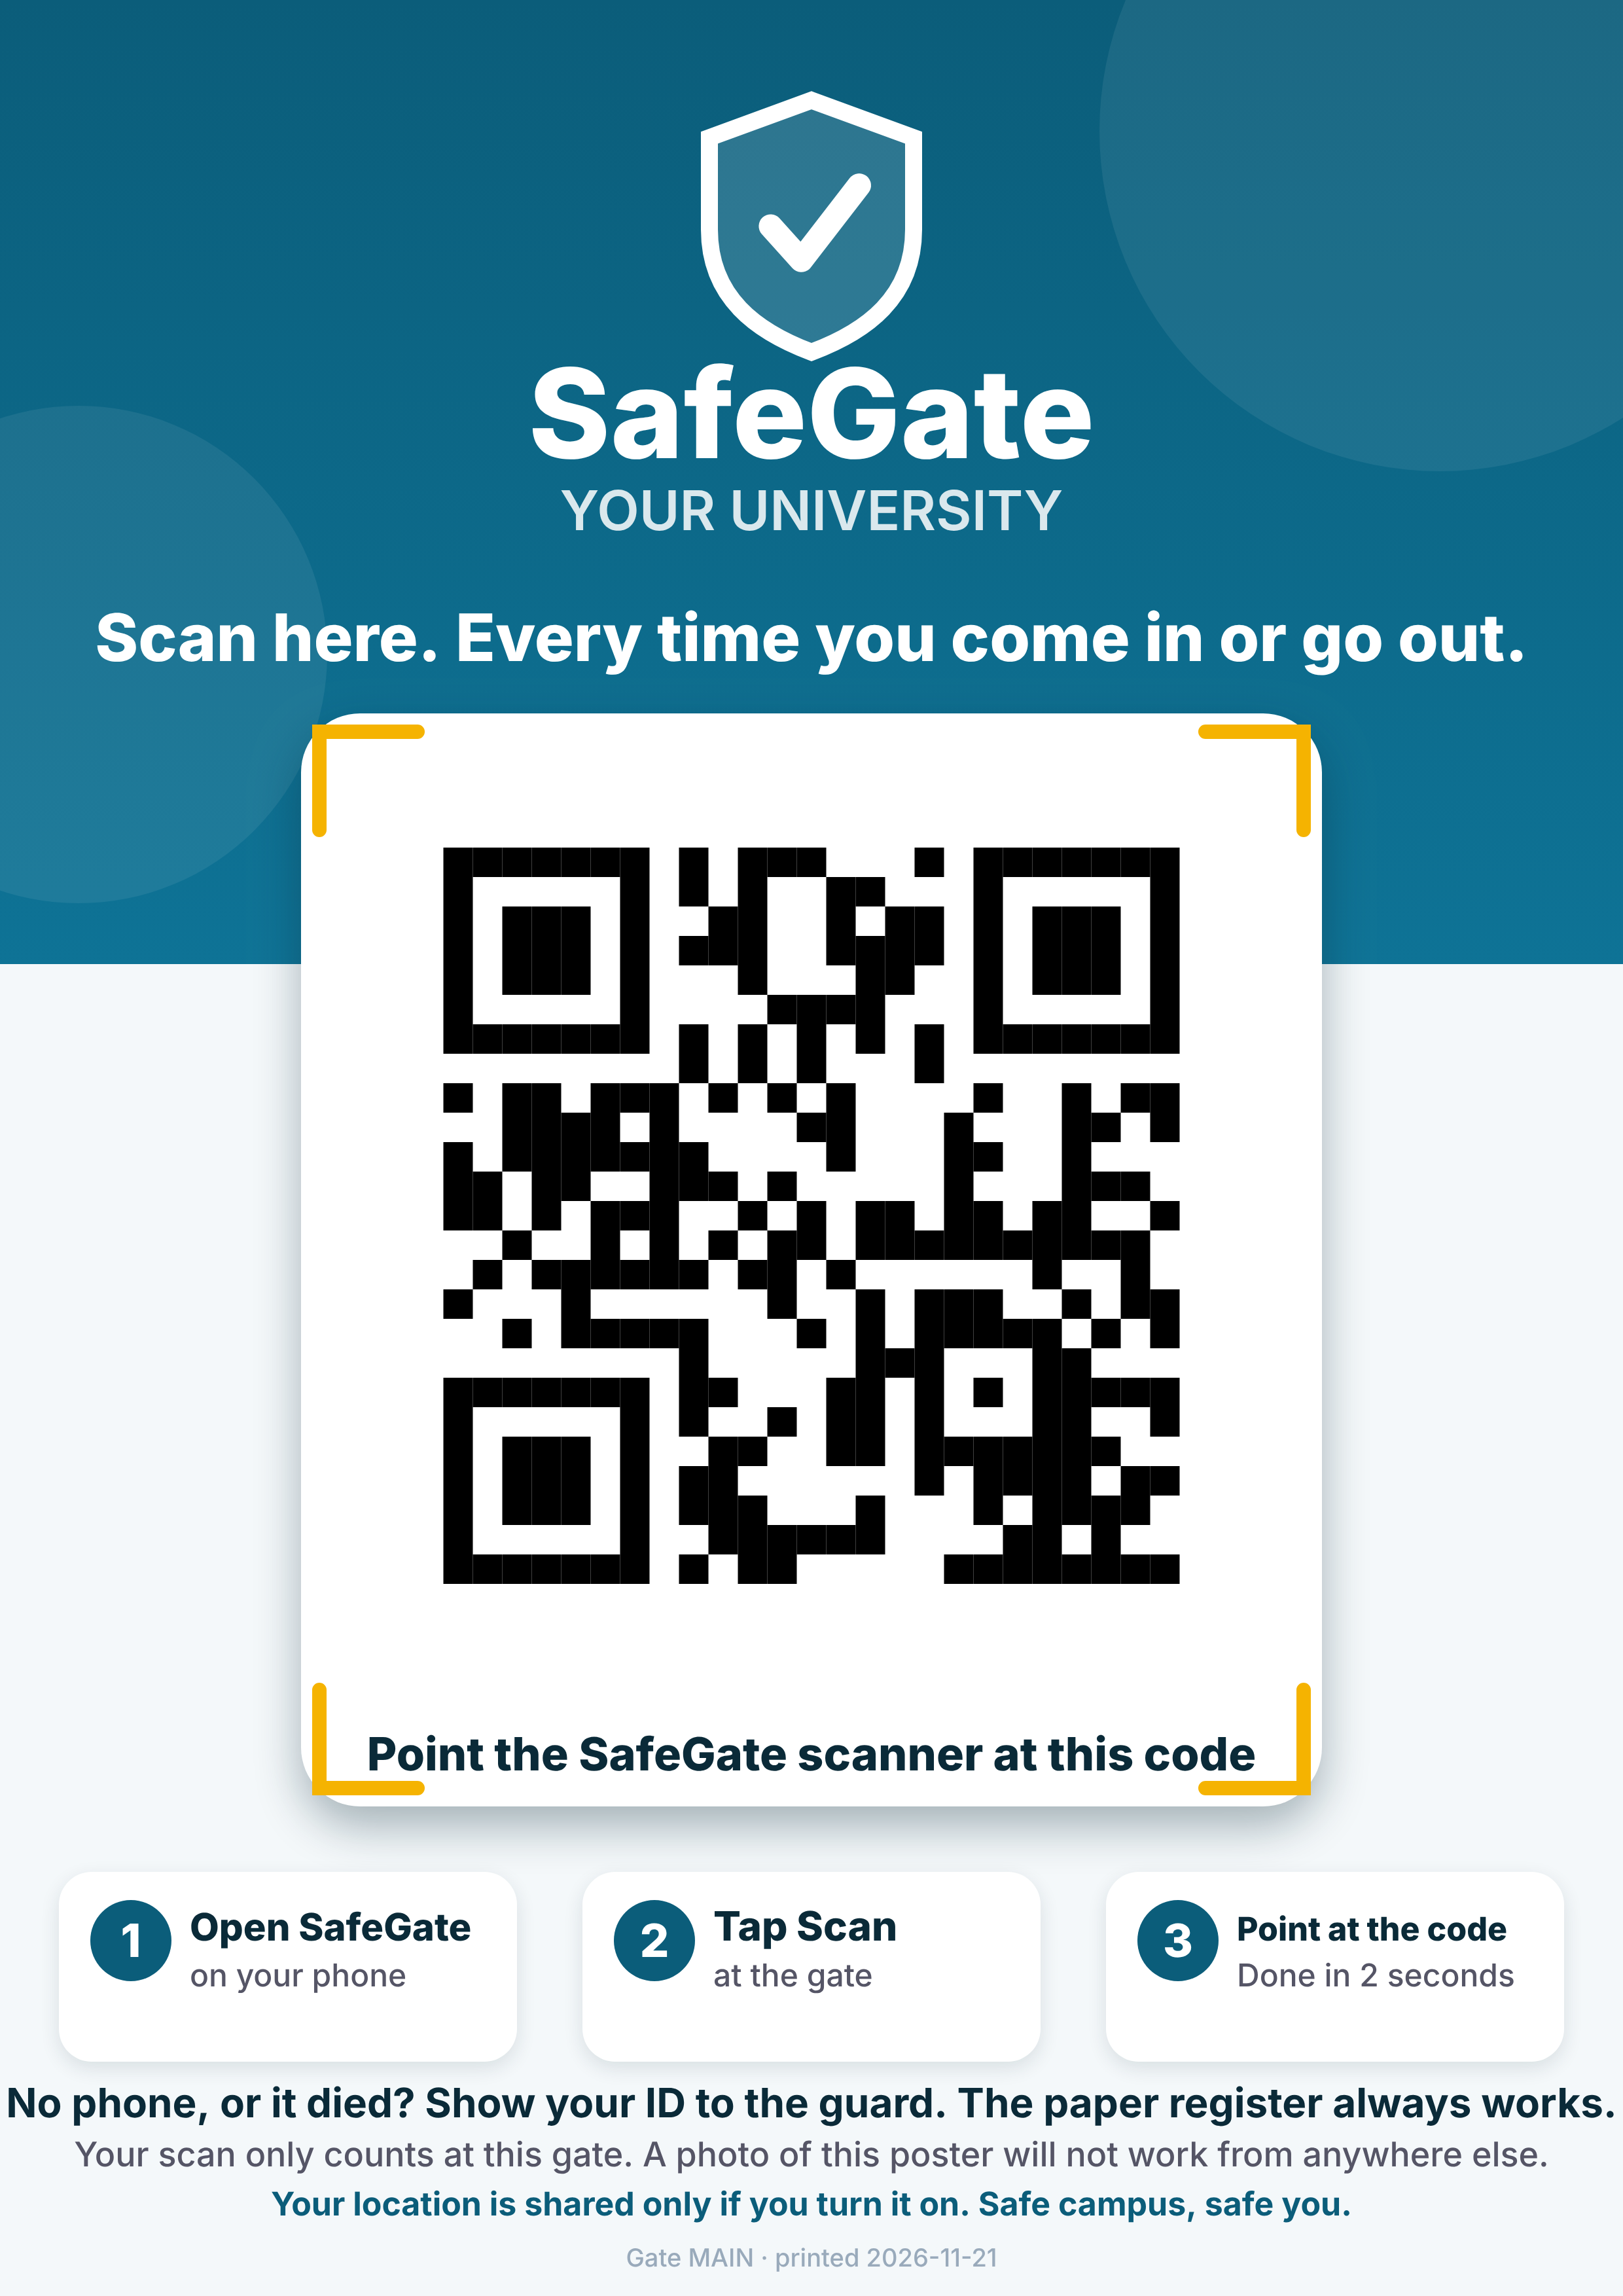 SafeGate
YOUR UNIVERSITY
Scan here. Every time you come in or go out.
Point the SafeGate scanner at this code
1
Open SafeGate
on your phone
2
Tap Scan
at the gate
3
Point at the code
Done in 2 seconds
No phone, or it died? Show your ID to the guard. The paper register always works.
Your scan only counts at this gate. A photo of this poster will not work from anywhere else.
Your location is shared only if you turn it on. Safe campus, safe you.
Gate MAIN · printed 2026-11-21